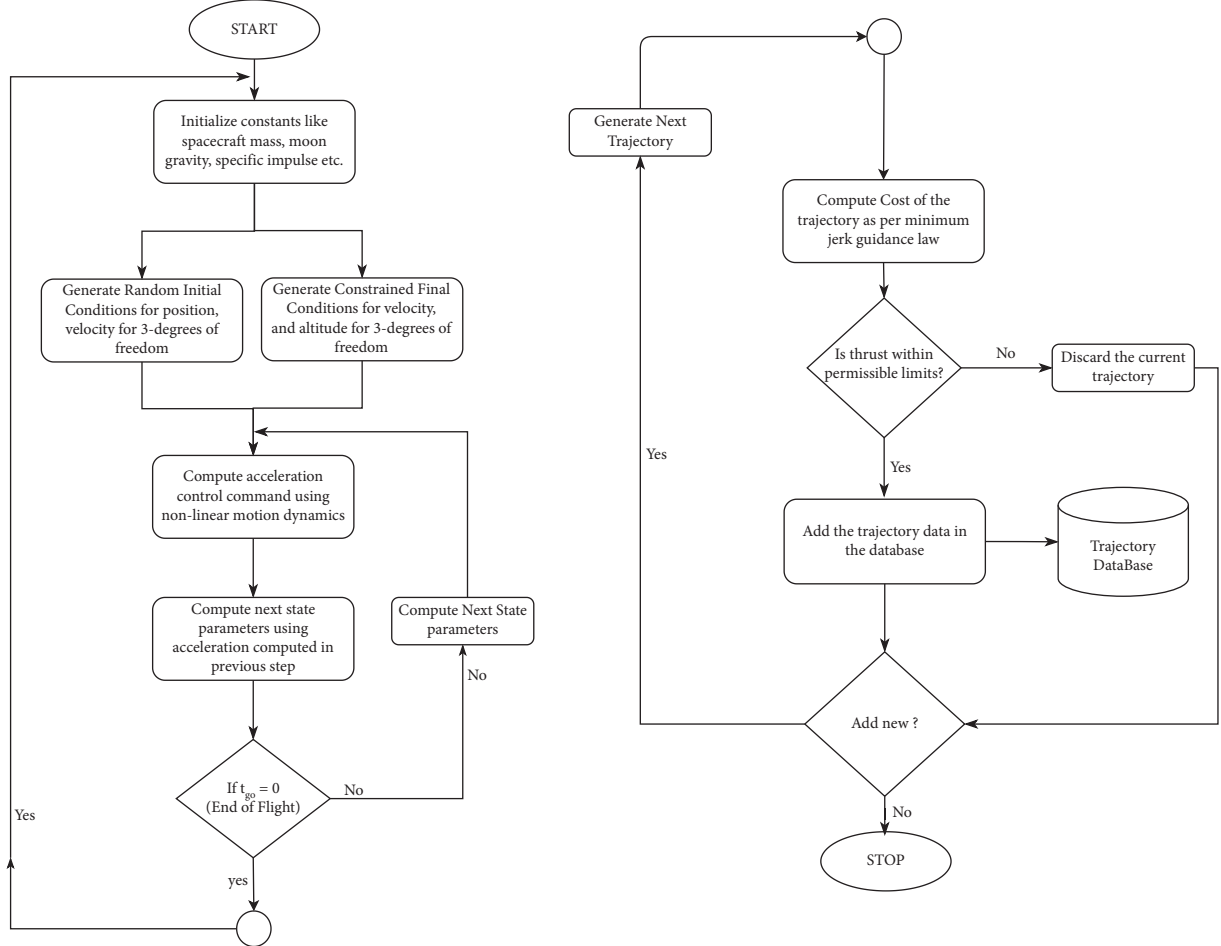 START
Initialize constants like
spacecraft mass, moon
gravity, specific impulse etc.
Generate Random Initial
Conditions for position,
velocity for 3-degrees of
freedom
Generate Constrained Final
Conditions for velocity,
and altitude for 3-degrees of
freedom
Compute acceleration
control command using
non-linear motion dynamics
Compute next state
parameters using
acceleration computed in
previous step
Compute Next State
parameters
No
If tgo = 0
(End of Flight)
No
Yes
yes
Generate Next
Trajectory
Compute Cost of the
trajectory as per minimum
jerk guidance law
Is thrust within
permissible limits?
No
Discard the current
trajectory
Yes
Yes
Add the trajectory data in
the database
Trajectory
DataBase
Add new ?
No
STOP